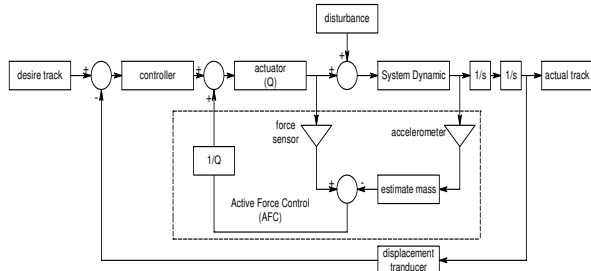 disturbance
desire track
+
-
controller
+
+
actuator
(Q)
+
+
System Dynamic
1/s
1/s
actual track
force
sensor
accelerometer
1/Q
+
-
estimate mass
Active Force Control
(AFC)
displacement
tranducer